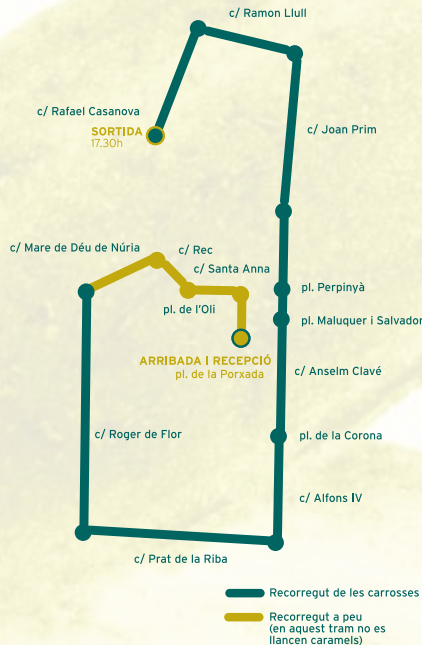 c/ Ramon Llull
c/ Rafael Casanova
SORTIDA
17.30h
c/ Joan Prim
c/ Mare de Déu de Núria
c/ Rec
c/ Santa Anna
pl. de l'Oli
pl. Perpinyà
pl. Maluquer i Salvador
ARRIBADA I RECEPCIÓ
pl. de la Porxada
c/ Anselm Clavé
c/ Roger de Flor
pl. de la Corona
c/ Alfons IV
c/ Prat de la Riba
Recorregut de les carrosses
Recorregut a peu
(en aquest tram no es
llancen caramels)